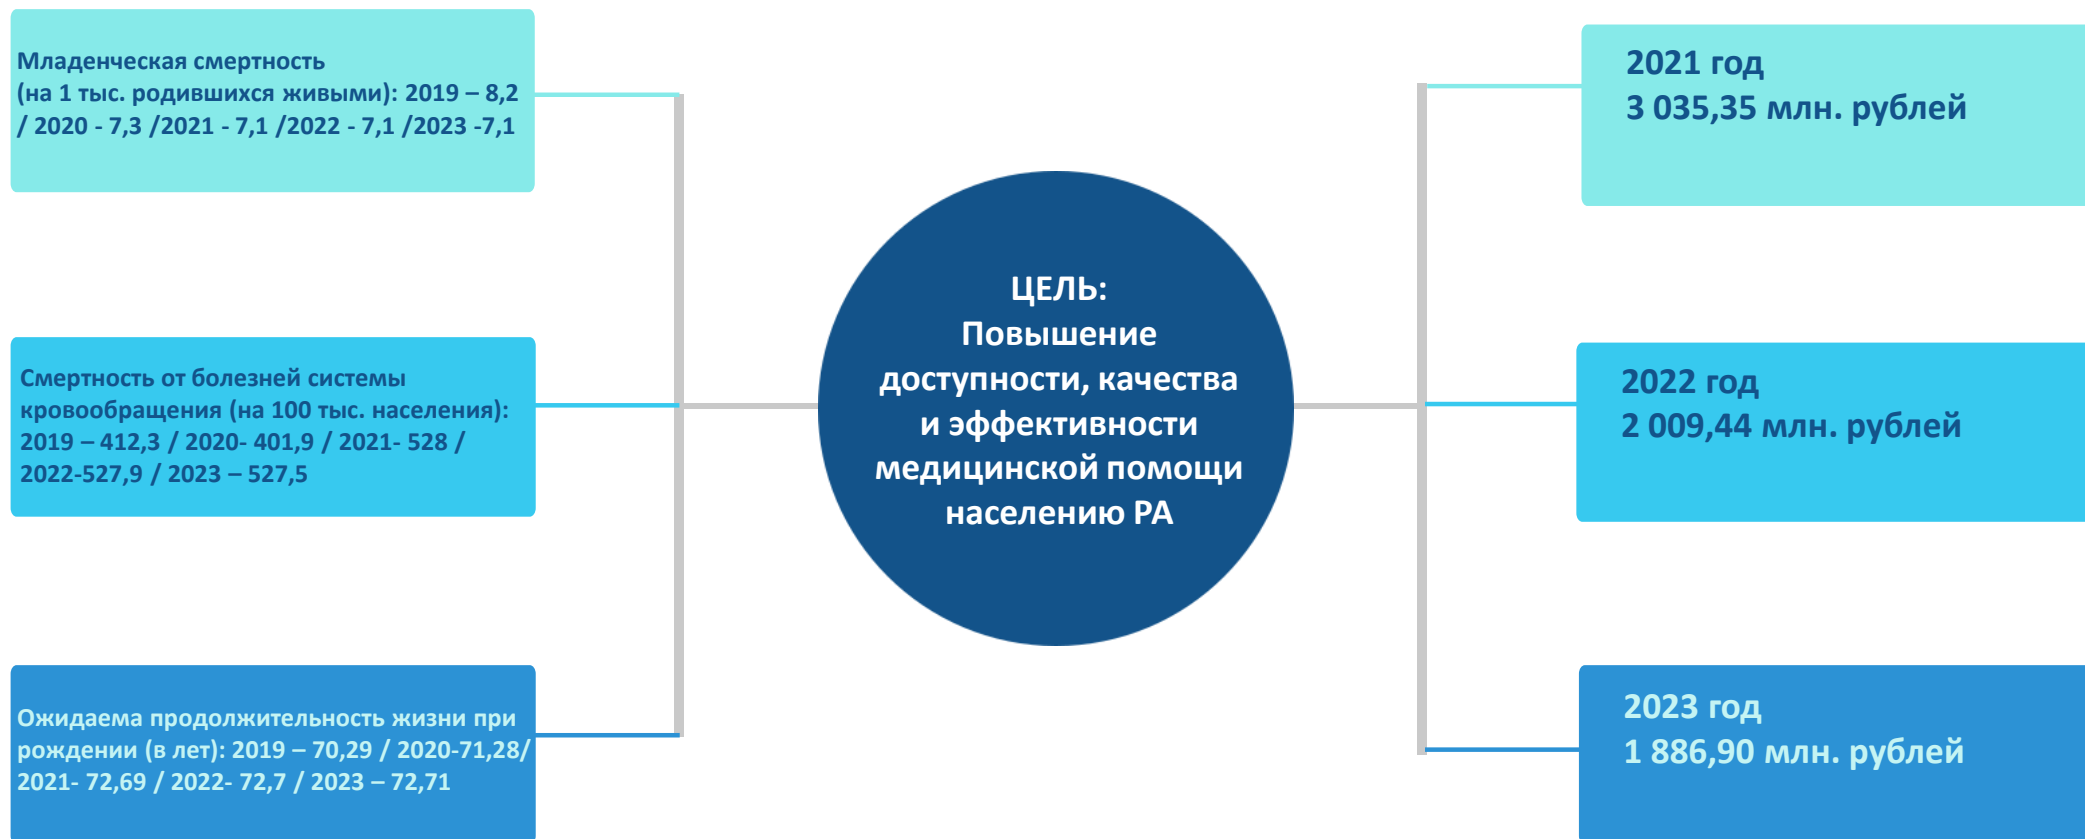 Младенческая смертность
(на 1 тыс. родившихся живыми): 2019 – 8,2
/ 2020 - 7,3 /2021 - 7,1 /2022 - 7,1 /2023 -7,1
Смертность от болезней системы
кровообращения (на 100 тыс. населения):
2019 – 412,3 / 2020- 401,9 / 2021- 528 /
2022-527,9 / 2023 – 527,5
Ожидаема продолжительность жизни при
рождении (в лет): 2019 – 70,29 / 2020-71,28/
2021- 72,69 / 2022- 72,7 / 2023 – 72,71
ЦЕЛЬ:
Повышение
доступности, качества
и эффективности
медицинской помощи
населению РА
2021 год
3 035,35 млн. рублей
2022 год
2 009,44 млн. рублей
2023 год
1 886,90 млн. рублей